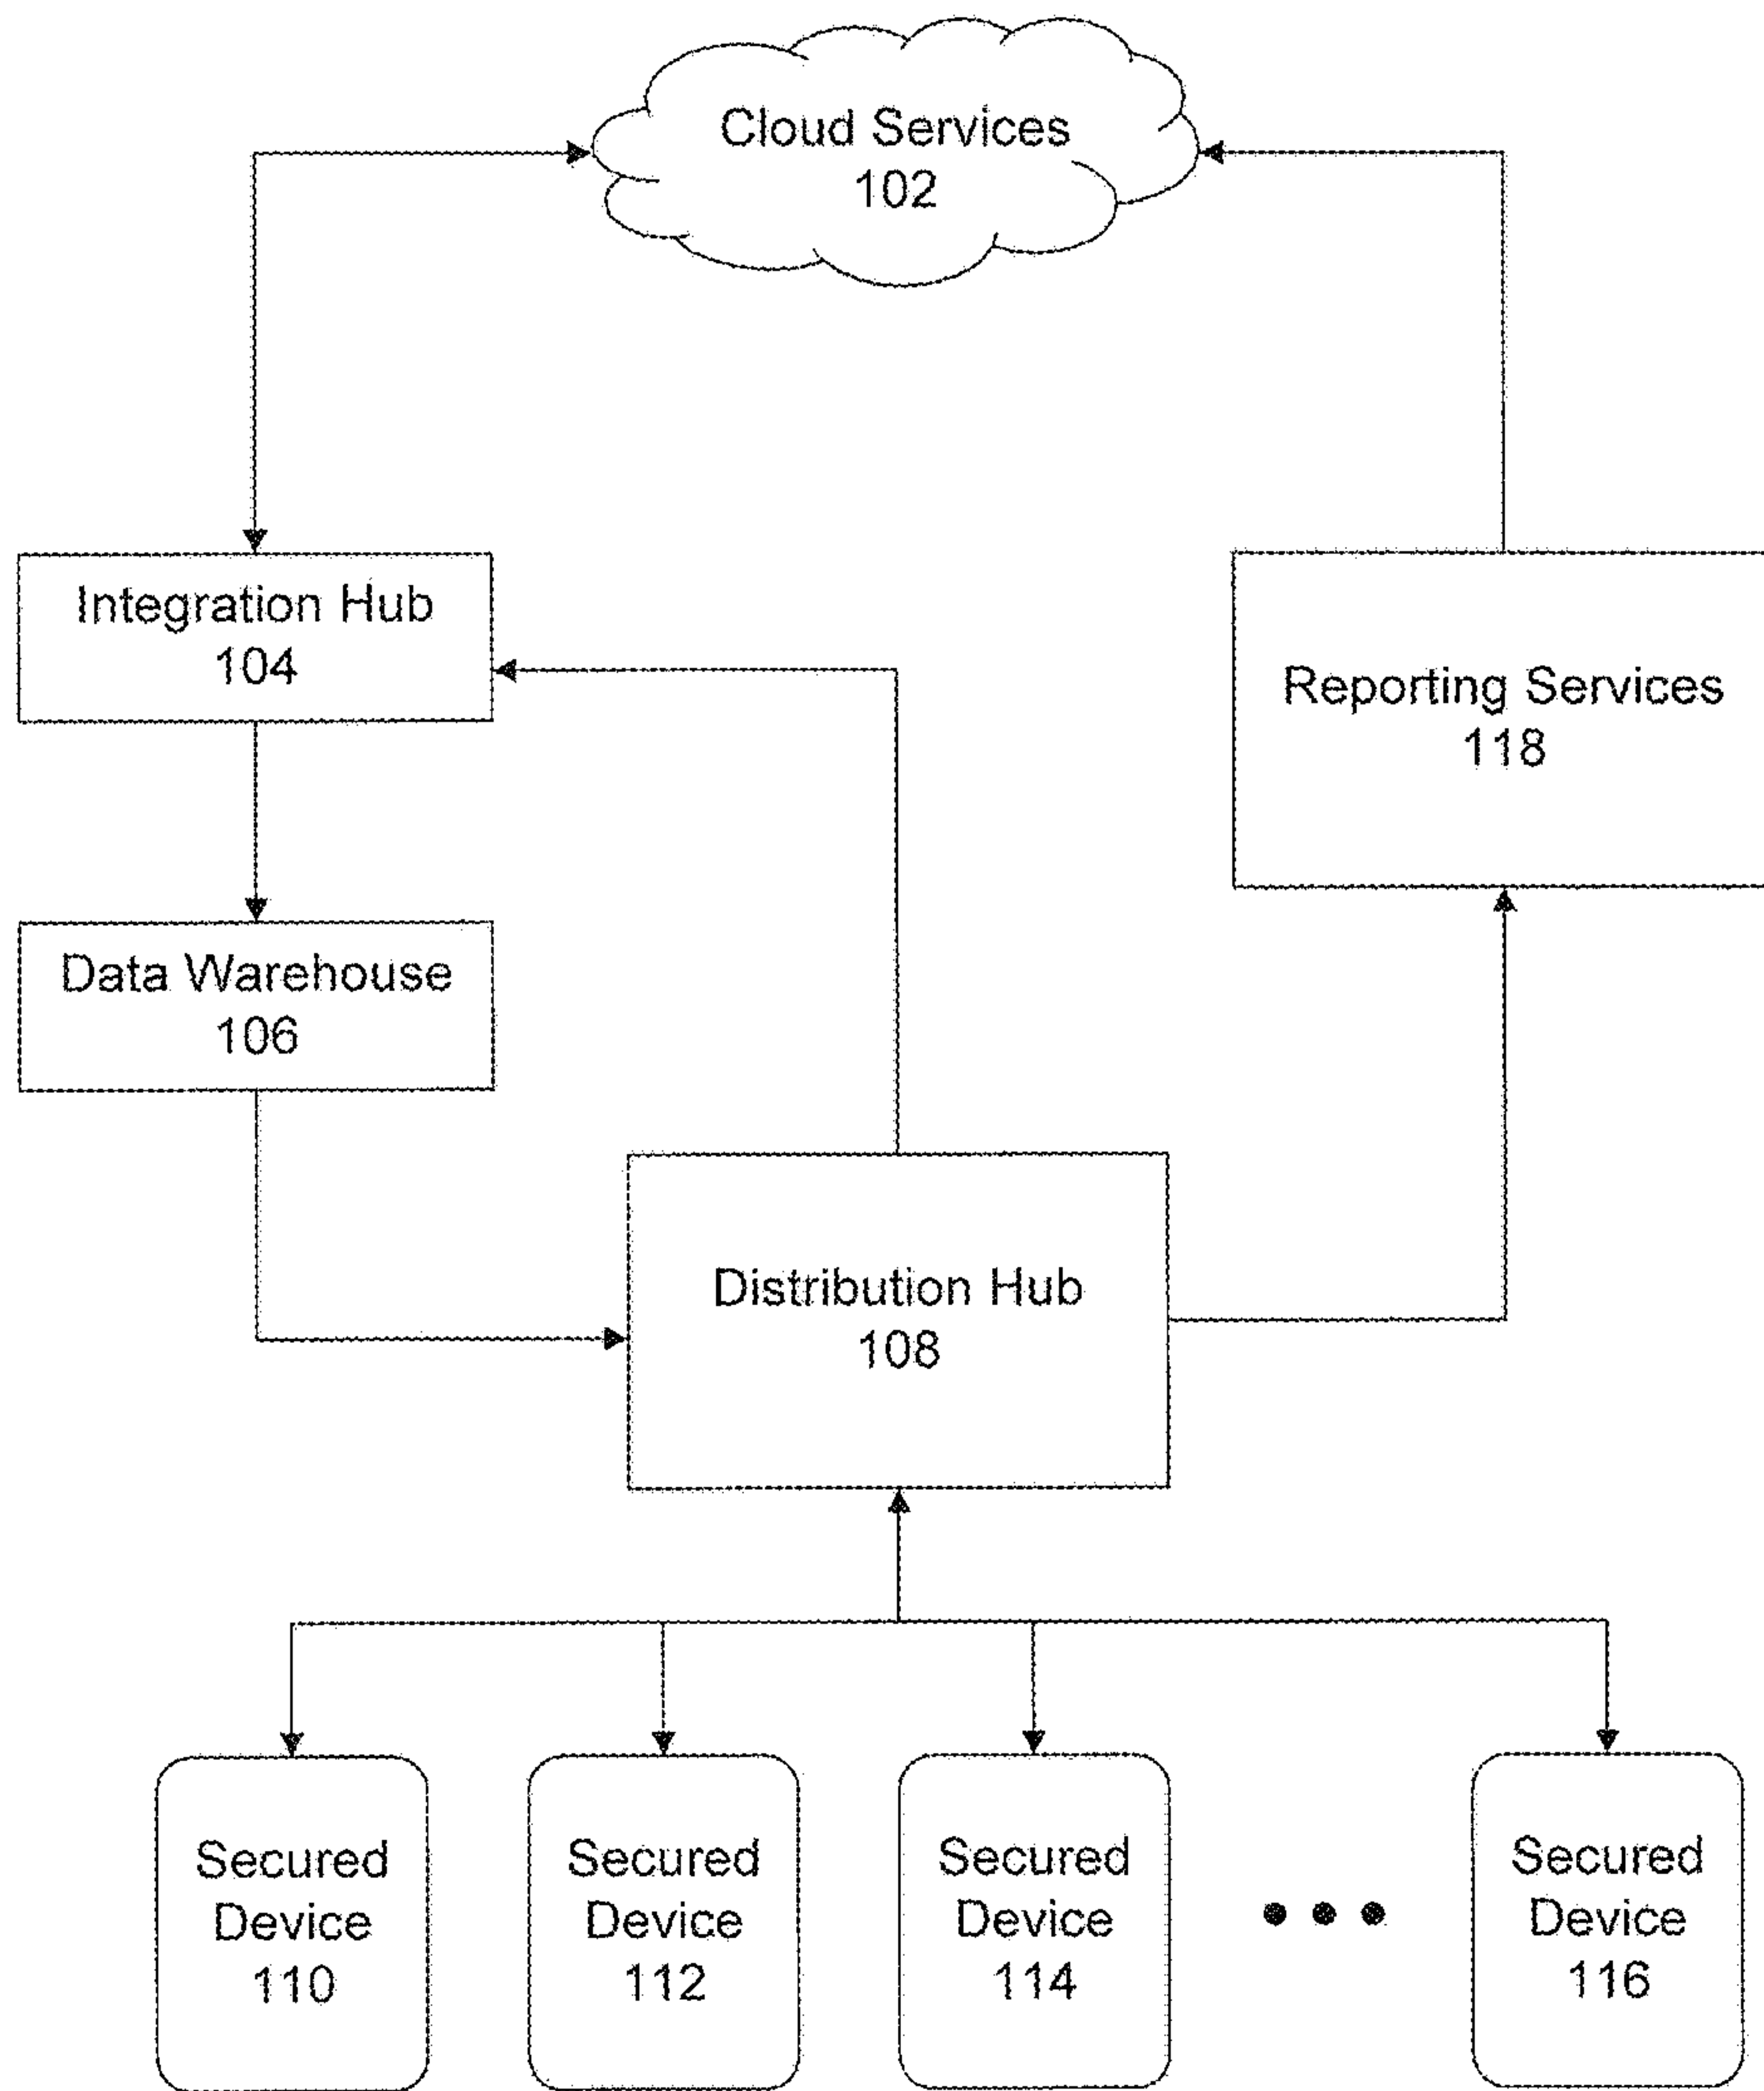 Cloud Services
102
Integration Hub
104
Reporting Services
118
Data Warehouse
106
Distribution Hub
108
Secured
Device
110
Secured
Device
112
Secured
Device
114
Secured
Device
116